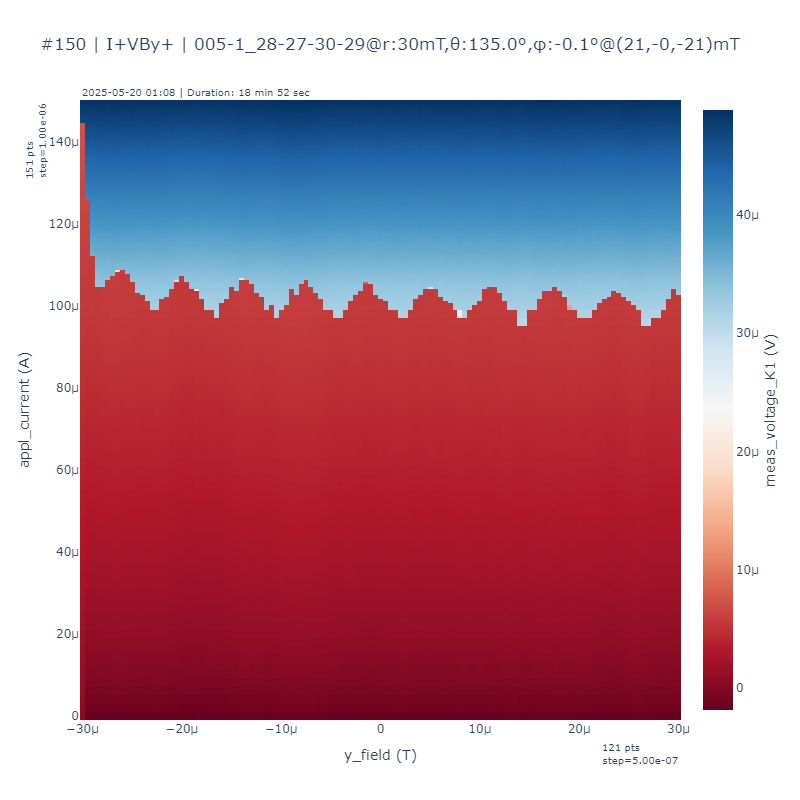 #150 | I+VBy+ | 005-1_28-27-30-29@r:30mT,θ:135.0°,φ:-0.1°@(21,-0,-21)mT
2025-05-20 01:08 | Duration: 18 min 52 sec
151 pts
step=1.00e-06
140μ
120μ
100μ
80μ
60μ
40μ
20μ
0
appl_current (A)
−30μ
−20μ
−10μ
0
10μ
20μ
30μ
y_field (T)
121 pts
step=5.00e-07
40μ
30μ
20μ
10μ
0
meas_voltage_K1 (V)